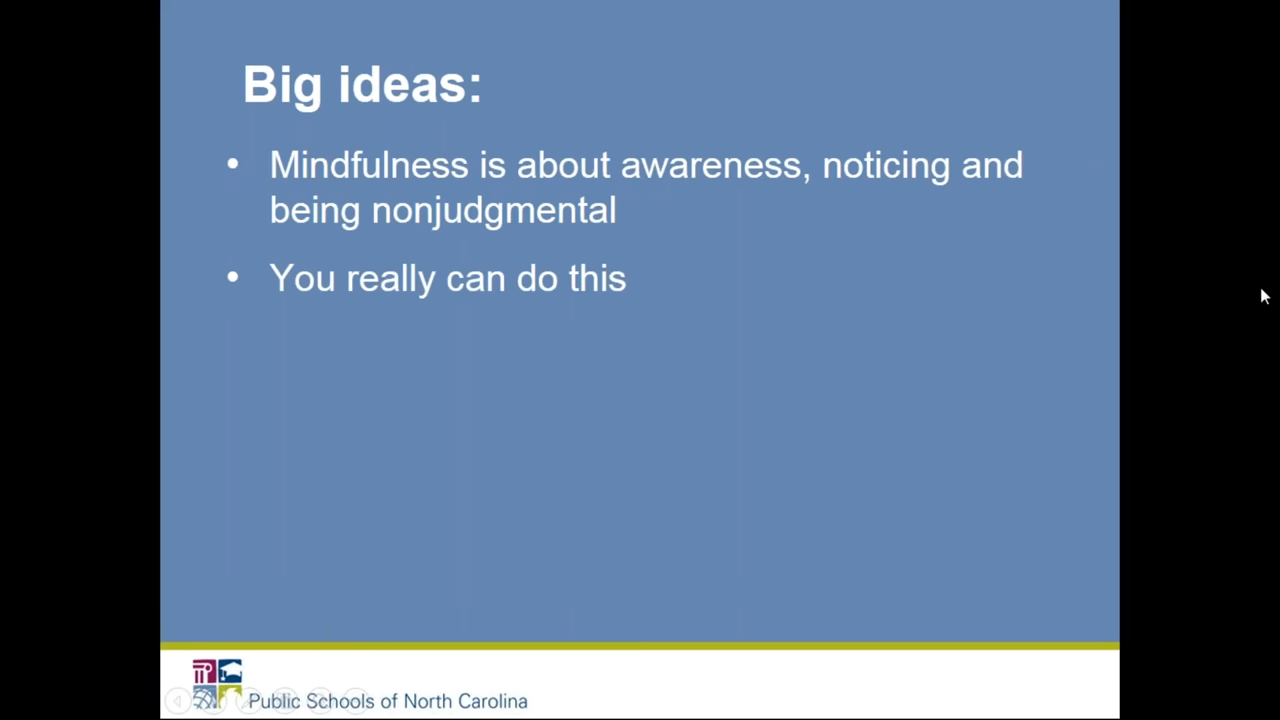 Big ideas:
• Mindfulness is about awareness, noticing and
being nonjudgmental
• You really can do this
Public Schools of North Carolina